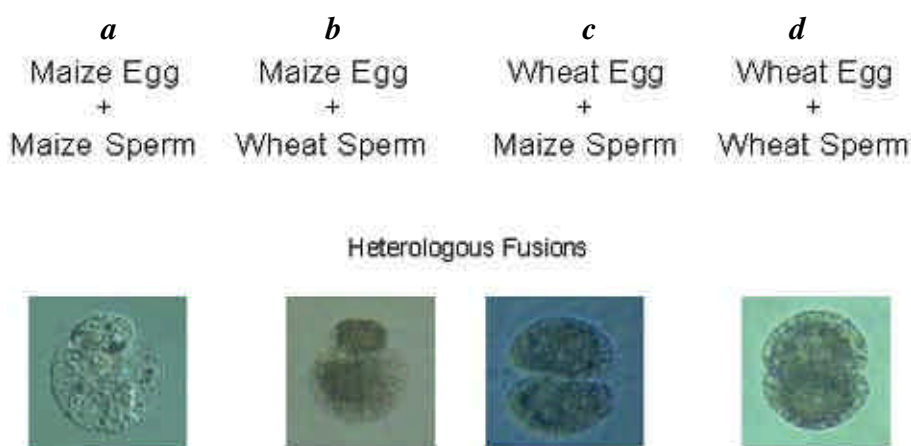 a b c d
Maize Egg Maize Egg Wheat Egg Wheat Egg
+ + + +
Maize Sperm Wheat Sperm Maize Sperm Wheat Sperm
Heterologous Fusions